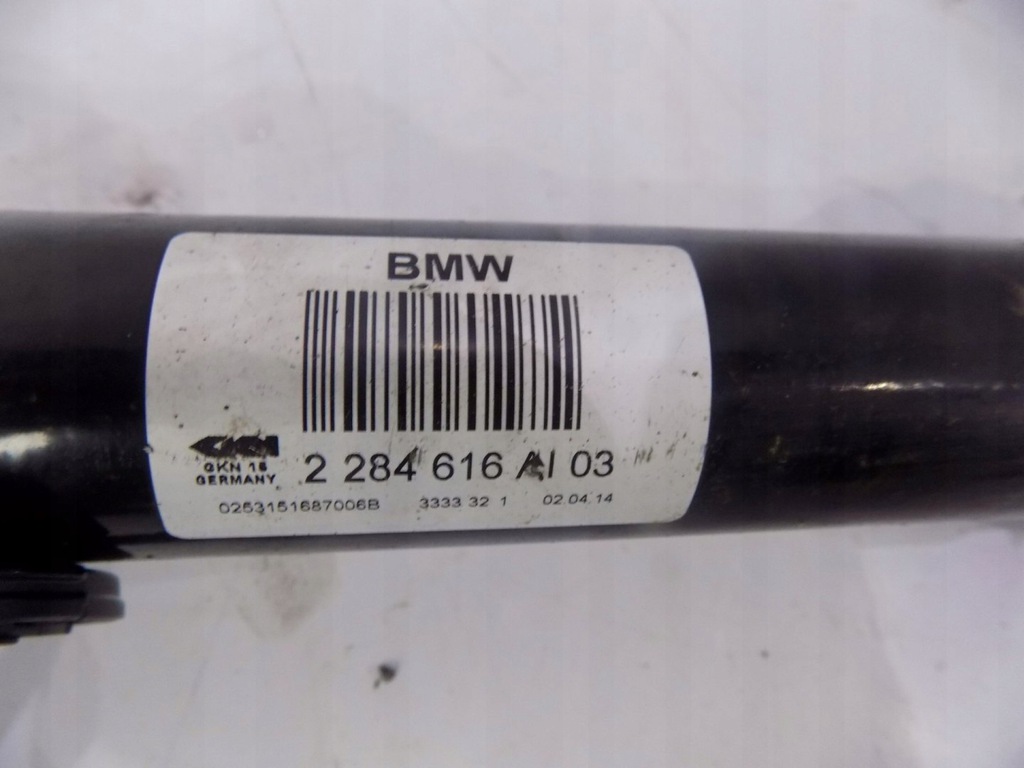 BMW
GKN
GKN 16
GERMANY
2 284 616 AI 03
0253151687006B 3333 32 1 02.04.14